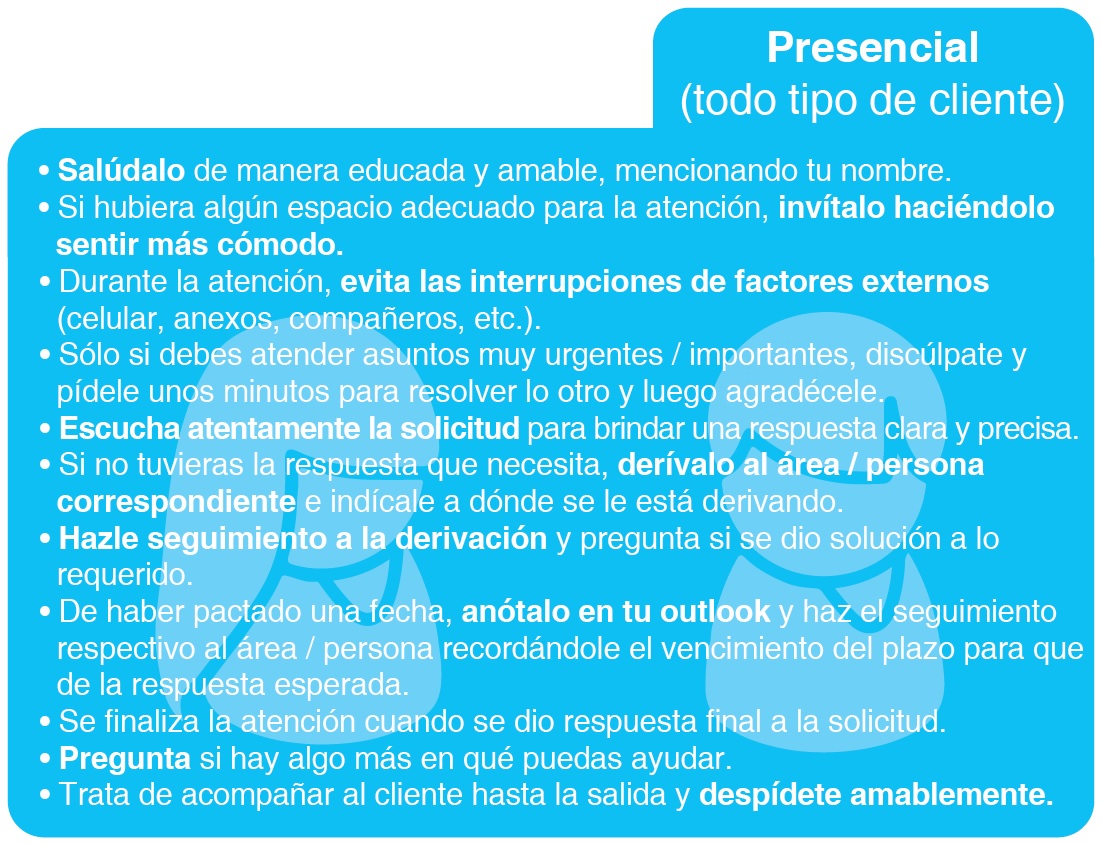 Presencial
(todo tipo de cliente)
• Salúdalo de manera educada y amable, mencionando tu nombre.
• Si hubiera algún espacio adecuado para la atención, invítalo haciéndolo
sentir más cómodo.
• Durante la atención, evita las interrupciones de factores externos
(celular, anexos, compañeros, etc.).
• Sólo si debes atender asuntos muy urgentes / importantes, discúlpate y
pídele unos minutos para resolver lo otro y luego agradécele.
• Escucha atentamente la solicitud para brindar una respuesta clara y precisa.
• Si no tuvieras la respuesta que necesita, derívalo al área / persona
correspondiente e indícale a dónde se le está derivando.
• Hazle seguimiento a la derivación y pregunta si se dio solución a lo
requerido.
• De haber pactado una fecha, anótalo en tu outlook y haz el seguimiento
respectivo al área / persona recordándole el vencimiento del plazo para que
de la respuesta esperada.
• Se finaliza la atención cuando se dio respuesta final a la solicitud.
• Pregunta si hay algo más en qué puedas ayudar.
• Trata de acompañar al cliente hasta la salida y despídete amablemente.